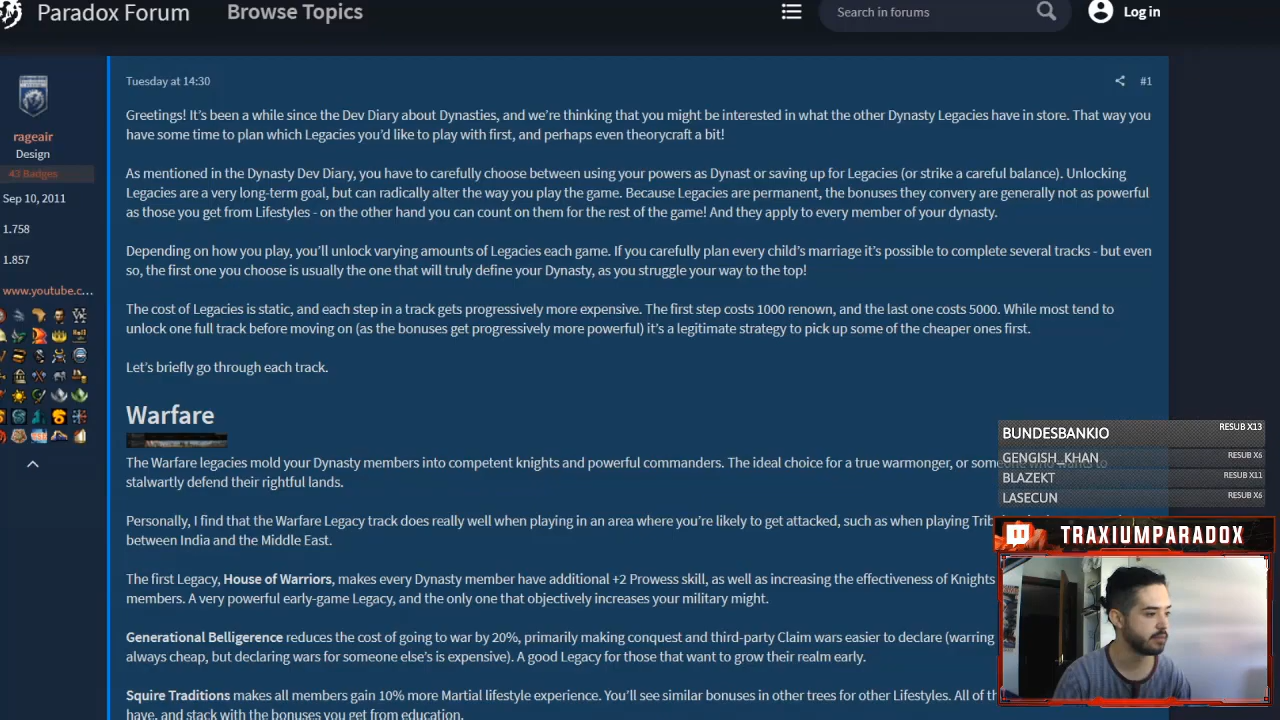 Paradox Forum
Browse Topics
Search in forums
Log in
rageair
Design
43 Badges
Sep 10, 2011
1.758
1.857
www.youtube.c...
Tuesday at 14:30
#1
Greetings! It's been a while since the Dev Diary about Dynasties, and we're thinking that you might be interested in what the other Dynasty Legacies have in store. That way you
have some time to plan which Legacies you'd like to play with first, and perhaps even theorycraft a bit!
As mentioned in the Dynasty Dev Diary, you have to carefully choose between using your powers as Dynast or saving up for Legacies (or strike a careful balance). Unlocking
Legacies are a very long-term goal, but can radically alter the way you play the game. Because Legacies are permanent, the bonuses they convery are generally not as powerful
as those you get from Lifestyles - on the other hand you can count on them for the rest of the game! And they apply to every member of your dynasty.
Depending on how you play, you'll unlock varying amounts of Legacies each game. If you carefully plan every child's marriage it's possible to complete several tracks - but even
so, the first one you choose is usually the one that will truly define your Dynasty, as you struggle your way to the top!
The cost of Legacies is static, and each step in a track gets progressively more expensive. The first step costs 1000 renown, and the last one costs 5000. While most tend to
unlock one full track before moving on (as the bonuses get progressively more powerful) it's a legitimate strategy to pick up some of the cheaper ones first.
Let's briefly go through each track.
Warfare
The Warfare legacies mold your Dynasty members into competent knights and powerful commanders. The ideal choice for a true warmonger, or someone who wants to
stalwartly defend their rightful lands.
Personally, I find that the Warfare Legacy track does really well when playing in an area where you're likely to get attacked, such as when playing Trib
between India and the Middle East.
The first Legacy, House of Warriors, makes every Dynasty member have additional +2 Prowess skill, as well as increasing the effectiveness of Knights
members. A very powerful early-game Legacy, and the only one that objectively increases your military might.
Generational Belligerence reduces the cost of going to war by 20%, primarily making conquest and third-party Claim wars easier to declare (warring
always cheap, but declaring wars for someone else's is expensive). A good Legacy for those that want to grow their realm early.
Squire Traditions makes all members gain 10% more Martial lifestyle experience. You'll see similar bonuses in other trees for other Lifestyles. All of th
have, and stack with the bonuses you get from education.
BUNDESBANKIO RESUB X13
GENGISH_KHAN RESUB X6
BLAZEKT RESUB X11
LASECUN RESUB X6
TRAXIUMPARADOX